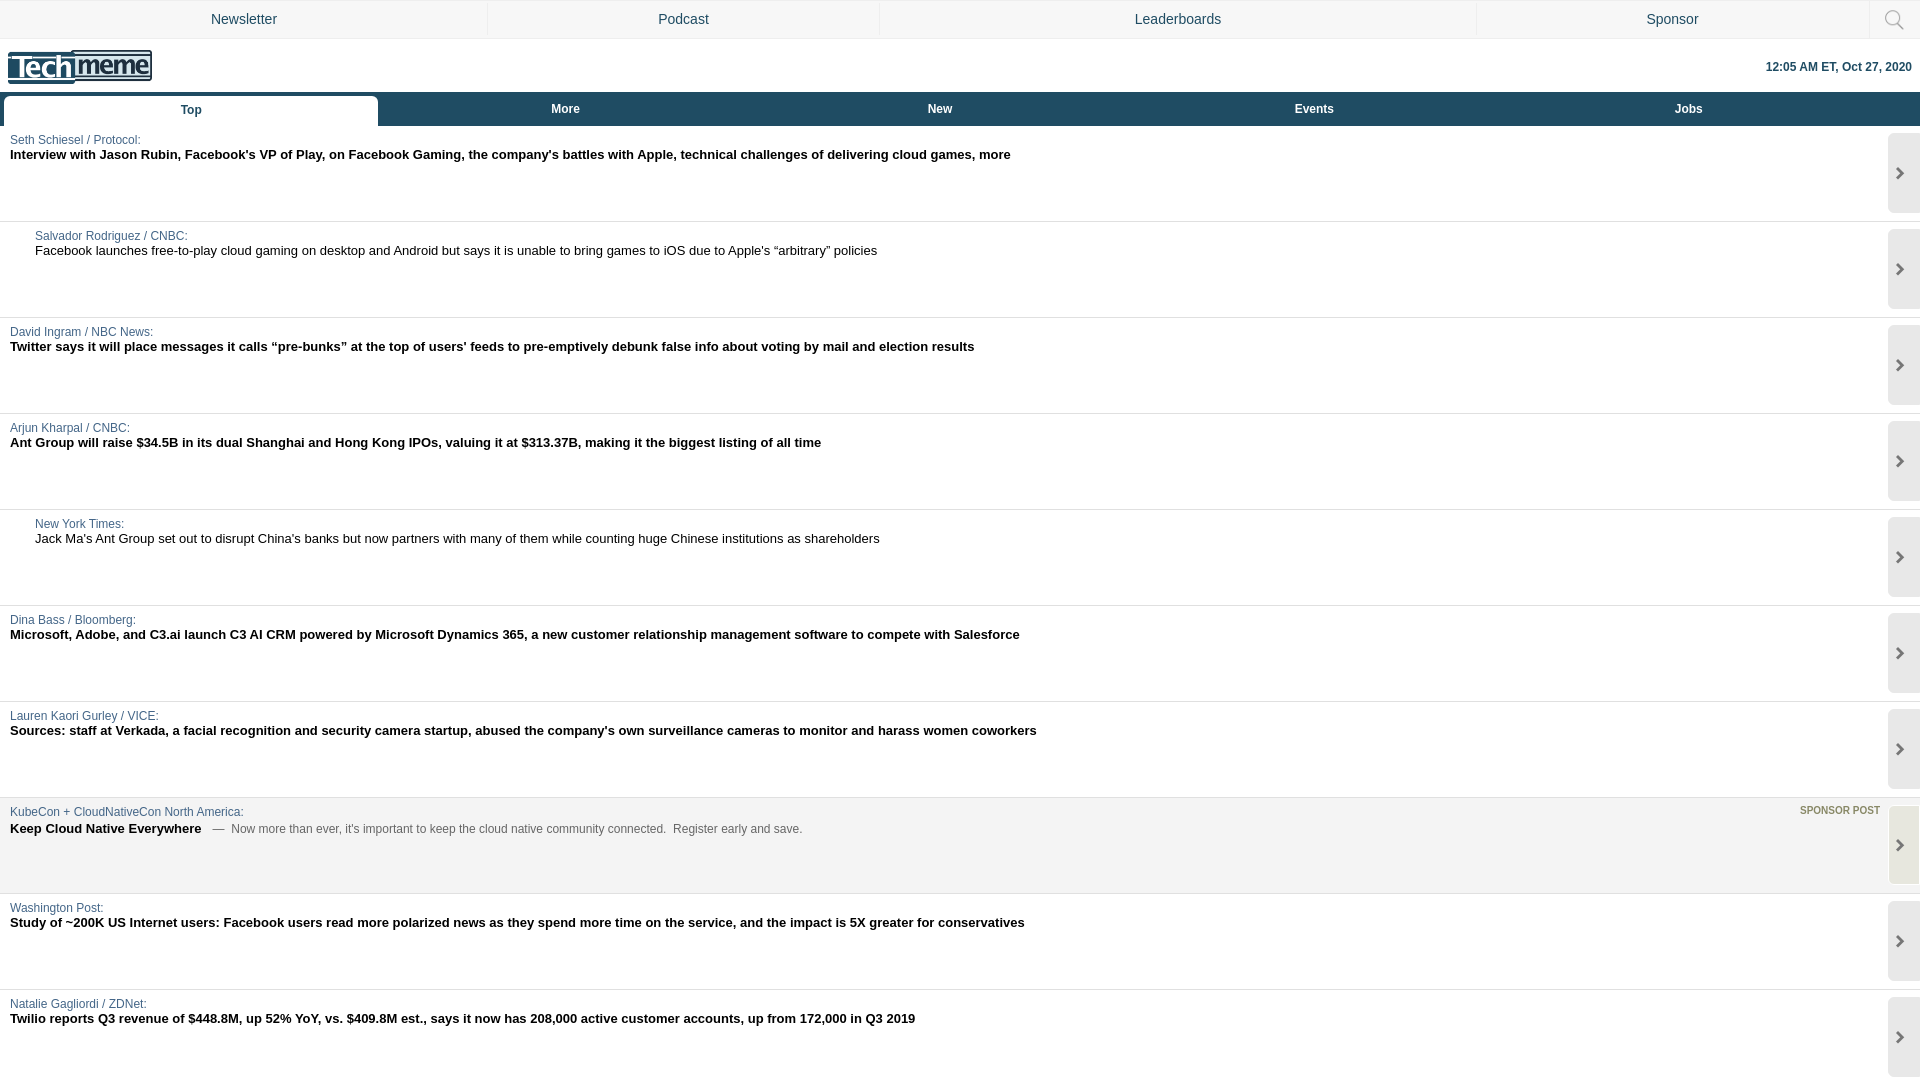 Newsletter
Podcast
Leaderboards
Sponsor
Techmeme
12:05 AM ET, Oct 27, 2020
Top
More
New
Events
Jobs
Seth Schiesel / Protocol:
Interview with Jason Rubin, Facebook's VP of Play, on Facebook Gaming, the company's battles with Apple, technical challenges of delivering cloud games, more
Salvador Rodriguez / CNBC:
Facebook launches free-to-play cloud gaming on desktop and Android but says it is unable to bring games to iOS due to Apple's “arbitrary” policies
David Ingram / NBC News:
Twitter says it will place messages it calls “pre-bunks” at the top of users' feeds to pre-emptively debunk false info about voting by mail and election results
Arjun Kharpal / CNBC:
Ant Group will raise $34.5B in its dual Shanghai and Hong Kong IPOs, valuing it at $313.37B, making it the biggest listing of all time
New York Times:
Jack Ma's Ant Group set out to disrupt China's banks but now partners with many of them while counting huge Chinese institutions as shareholders
Dina Bass / Bloomberg:
Microsoft, Adobe, and C3.ai launch C3 AI CRM powered by Microsoft Dynamics 365, a new customer relationship management software to compete with Salesforce
Lauren Kaori Gurley / VICE:
Sources: staff at Verkada, a facial recognition and security camera startup, abused the company's own surveillance cameras to monitor and harass women coworkers
KubeCon + CloudNativeCon North America:
SPONSOR POST
Keep Cloud Native Everywhere — Now more than ever, it's important to keep the cloud native community connected. Register early and save.
Washington Post:
Study of ~200K US Internet users: Facebook users read more polarized news as they spend more time on the service, and the impact is 5X greater for conservatives
Natalie Gagliordi / ZDNet:
Twilio reports Q3 revenue of $448.8M, up 52% YoY, vs. $409.8M est., says it now has 208,000 active customer accounts, up from 172,000 in Q3 2019